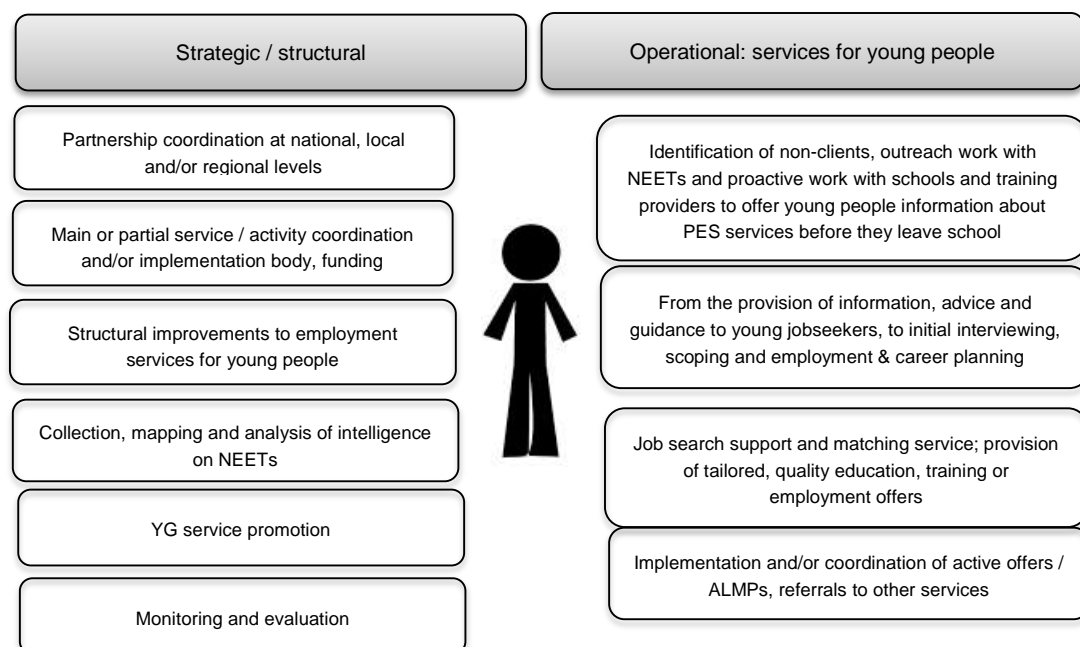 Strategic / structural
Partnership coordination at national, local
and/or regional levels
Main or partial service / activity coordination
and/or implementation body, funding
Structural improvements to employment
services for young people
Collection, mapping and analysis of intelligence
on NEETs
YG service promotion
Monitoring and evaluation
Operational: services for young people
Identification of non-clients, outreach work with
NEETs and proactive work with schools and training
providers to offer young people information about
PES services before they leave school
From the provision of information, advice and
guidance to young jobseekers, to initial interviewing,
scoping and employment & career planning
Job search support and matching service; provision
of tailored, quality education, training or
employment offers
Implementation and/or coordination of active offers /
ALMPs, referrals to other services